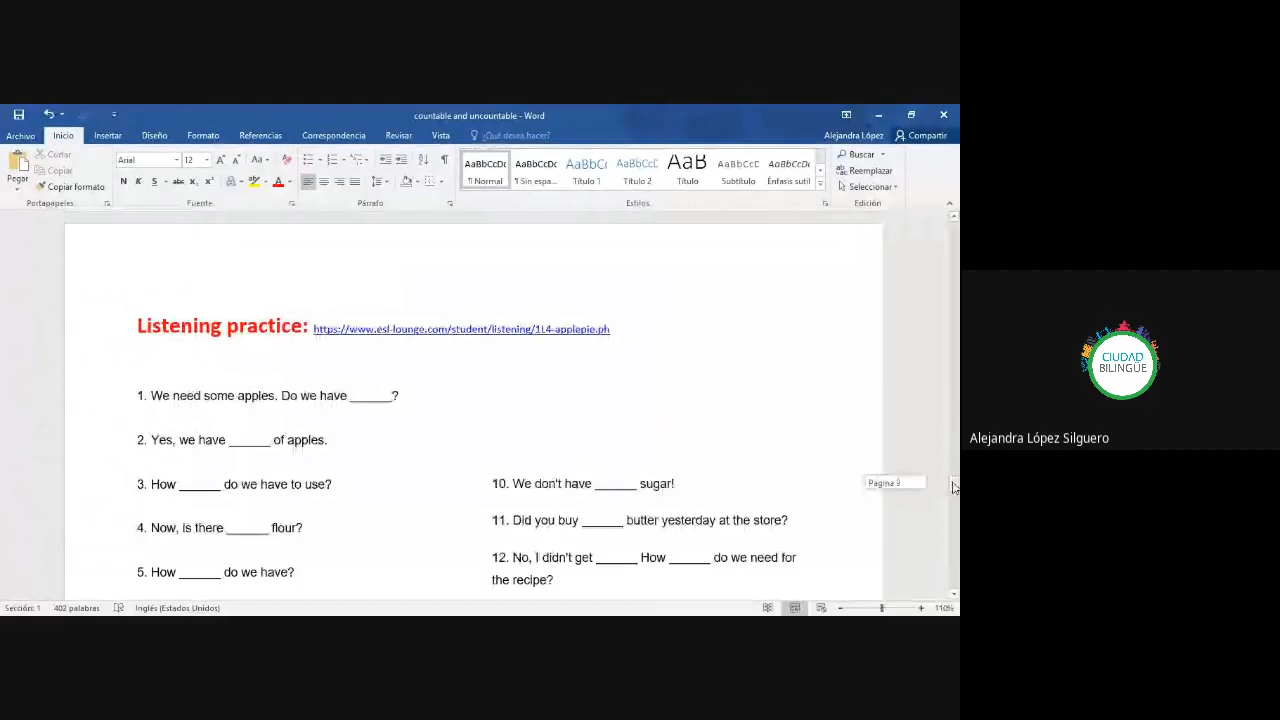 countable and uncountable - Word
Archivo Inicio Insertar Diseño Formato Referencias Correspondencia Revisar Vista ¿Qué desea hacer? Alejandra López Compartir
Pegar
Cortar
Copiar
Copiar formato
Portapapeles
Arial 12
Aa
N K S abc x₂ x² A
Fuente
Párrafo
AaBbCcDc AaBbCcDc AaBbCc AaBbCcD AaB AaBbCcD AaBbCcDc
¶ Normal ¶ Sin espa... Título 1 Título 2 Título Subtítulo Énfasis sutil
Estilos
Buscar
Reemplazar
Seleccionar
Edición
Listening practice: https://www.esl-lounge.com/student/listening/1L4-applepie.ph
1. We need some apples. Do we have ______?
2. Yes, we have ______ of apples.
3. How ______ do we have to use?
4. Now, is there ______ flour?
5. How ______ do we have?
10. We don't have ______ sugar!
11. Did you buy ______ butter yesterday at the store?
12. No, I didn't get ______ How ______ do we need for
the recipe?
Página 9
Sección: 1 402 palabras Inglés (Estados Unidos) 110%
CIUDAD
BILINGÜE
Alejandra López Silguero